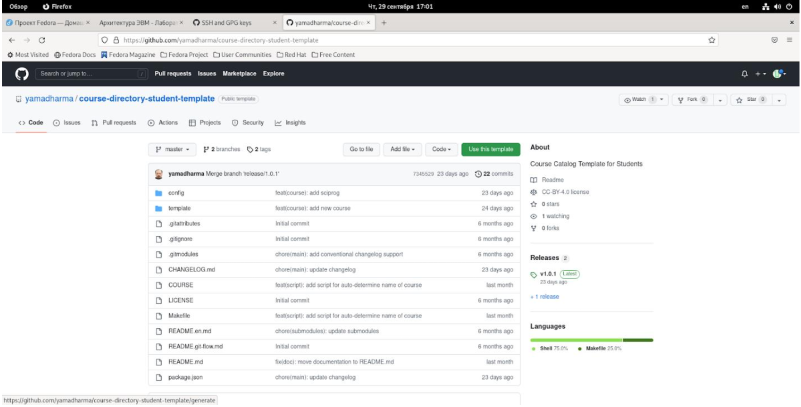 Обзор Firefox Чт, 29 сентября 17:01 en
Проект Fedora — Домаш × Архитектура ЭВМ - Лаборат × SSH and GPG keys × yamadharma/course-dire × +
https://github.com/yamadharma/course-directory-student-template
Most Visited Fedora Docs Fedora Magazine Fedora Project User Communities Red Hat Free Content
Search or jump to... / Pull requests Issues Marketplace Explore
yamadharma / course-directory-student-template Public template Watch 1 Fork 0 Star 0
Code Issues Pull requests Actions Projects Security Insights
master 2 branches 2 tags Go to file Add file Code Use this template
yamadharma Merge branch 'release/1.0.1' 23 days ago 22 commits
config feat(course): add sciprog 23 days ago
template feat(course): add new course 24 days ago
.gitattributes Initial commit 6 months ago
.gitignore Initial commit 6 months ago
.gitmodules chore(main): add conventional changelog support 6 months ago
CHANGELOG.md chore(main): update changelog 23 days ago
COURSE feat(script): add script for auto-determine name of course last month
LICENSE Initial commit 6 months ago
Makefile feat(script): add script for auto-determine name of course last month
README.en.md chore(submodules): update submodules 6 months ago
README.git-flow.md Initial commit 6 months ago
README.md fix(doc): move documentation to README.md last month
package.json chore(main): update changelog 23 days ago
About
Course Catalog Template for Students
Readme
CC-BY-4.0 license
0 stars
1 watching
0 forks
Releases 2
v1.0.1 Latest
23 days ago
+ 1 release
Languages
Shell 75.0% Makefile 25.0%
https://github.com/yamadharma/course-directory-student-template/generate